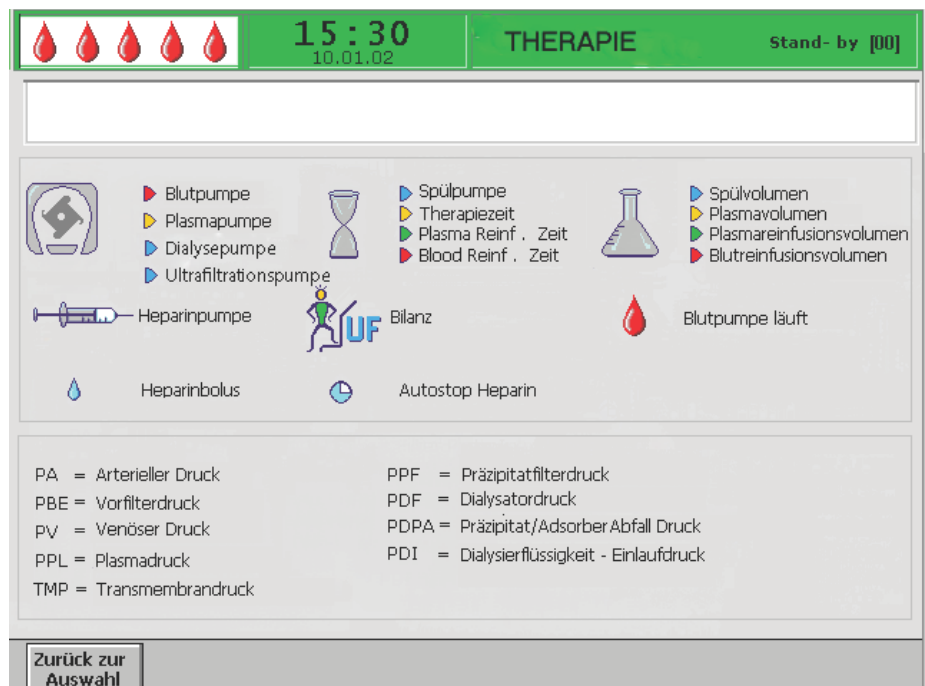 15:30
10.01.02
THERAPIE
Stand- by [00]
Blutpumpe
Plasmapumpe
Dialysepumpe
Ultrafiltrationspumpe
Spülpumpe
Therapiezeit
Plasma Reinf . Zeit
Blood Reinf . Zeit
Spülvolumen
Plasmavolumen
Plasmareinfusionsvolumen
Blutreinfusionsvolumen
Heparinpumpe
UF Bilanz
Blutpumpe läuft
Heparinbolus
Autostop Heparin
PA = Arterieller Druck
PBE = Vorfilterdruck
PV = Venöser Druck
PPL = Plasmadruck
TMP = Transmembrandruck
PPF = Präzipitatfilterdruck
PDF = Dialysatordruck
PDPA = Präzipitat/Adsorber Abfall Druck
PDI = Dialysierflüssigkeit - Einlaufdruck
Zurück zur
Auswahl